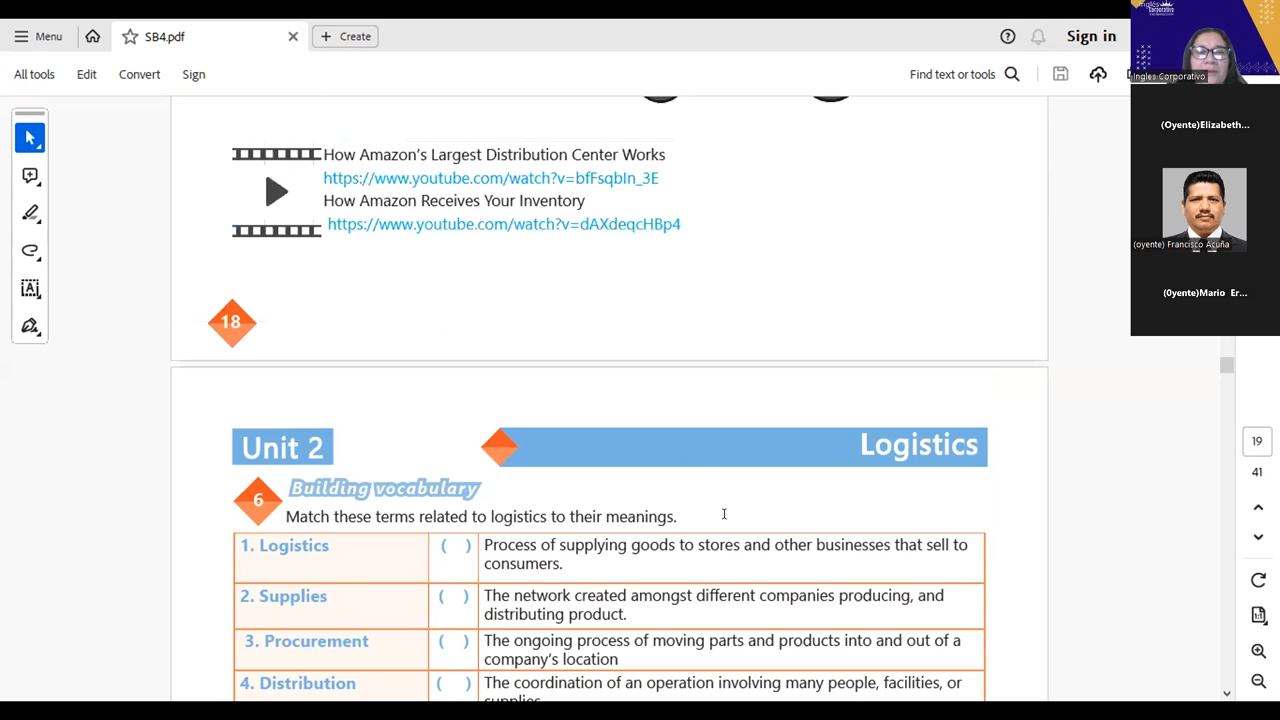 Menu
SB4.pdf
Create
Sign in
All tools
Edit
Convert
Sign
Find text or tools
How Amazon's Largest Distribution Center Works
https://www.youtube.com/watch?v=bfFsqbIn_3E
How Amazon Receives Your Inventory
https://www.youtube.com/watch?v=dAXdeqcHBp4
18
Unit 2
Logistics
6
Building vocabulary
Match these terms related to logistics to their meanings.
1. Logistics ( ) Process of supplying goods to stores and other businesses that sell to
consumers.
2. Supplies ( ) The network created amongst different companies producing, and
distributing product.
3. Procurement ( ) The ongoing process of moving parts and products into and out of a
company's location
4. Distribution ( ) The coordination of an operation involving many people, facilities, or
supplies
Inglés
Corporativo
Ingles Corporativo
(Oyente)Elizabeth...
(oyente) Francisco Acuña
(0yente)Mario Er...
19
41